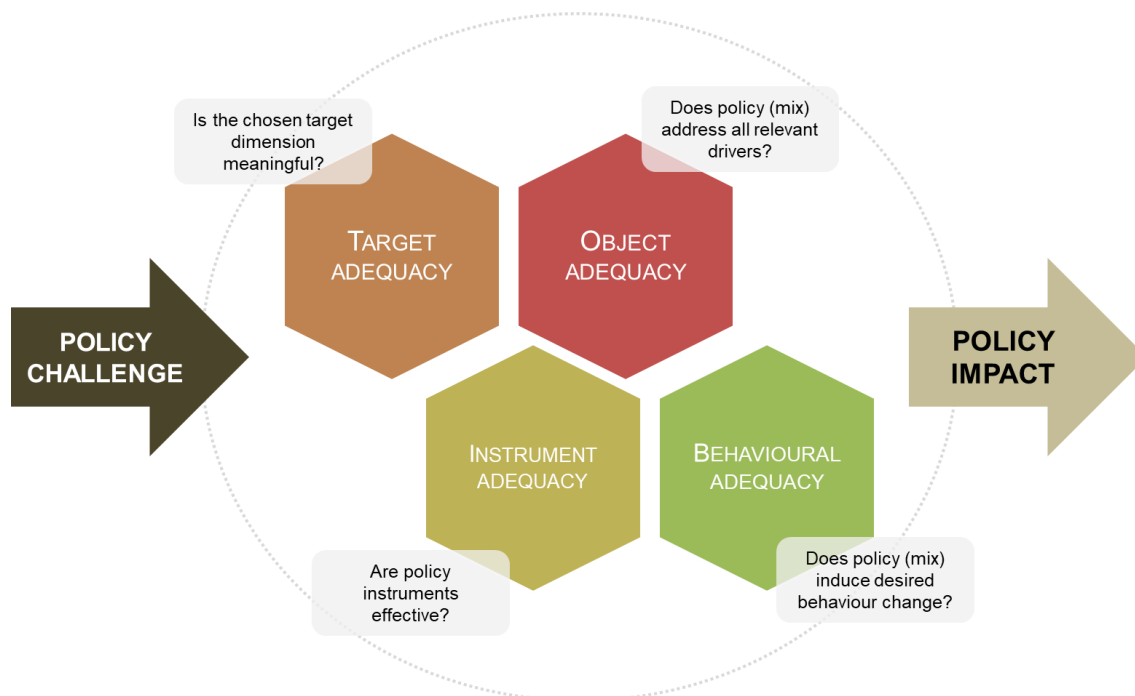 Is the chosen target
dimension
meaningful?
Does policy (mix)
address all relevant
drivers?
TARGET
ADEQUACY
OBJECT
ADEQUACY
POLICY
CHALLENGE
POLICY
IMPACT
INSTRUMENT
ADEQUACY
BEHAVIOURAL
ADEQUACY
Are policy
instruments
effective?
Does policy (mix)
induce desired
behaviour change?